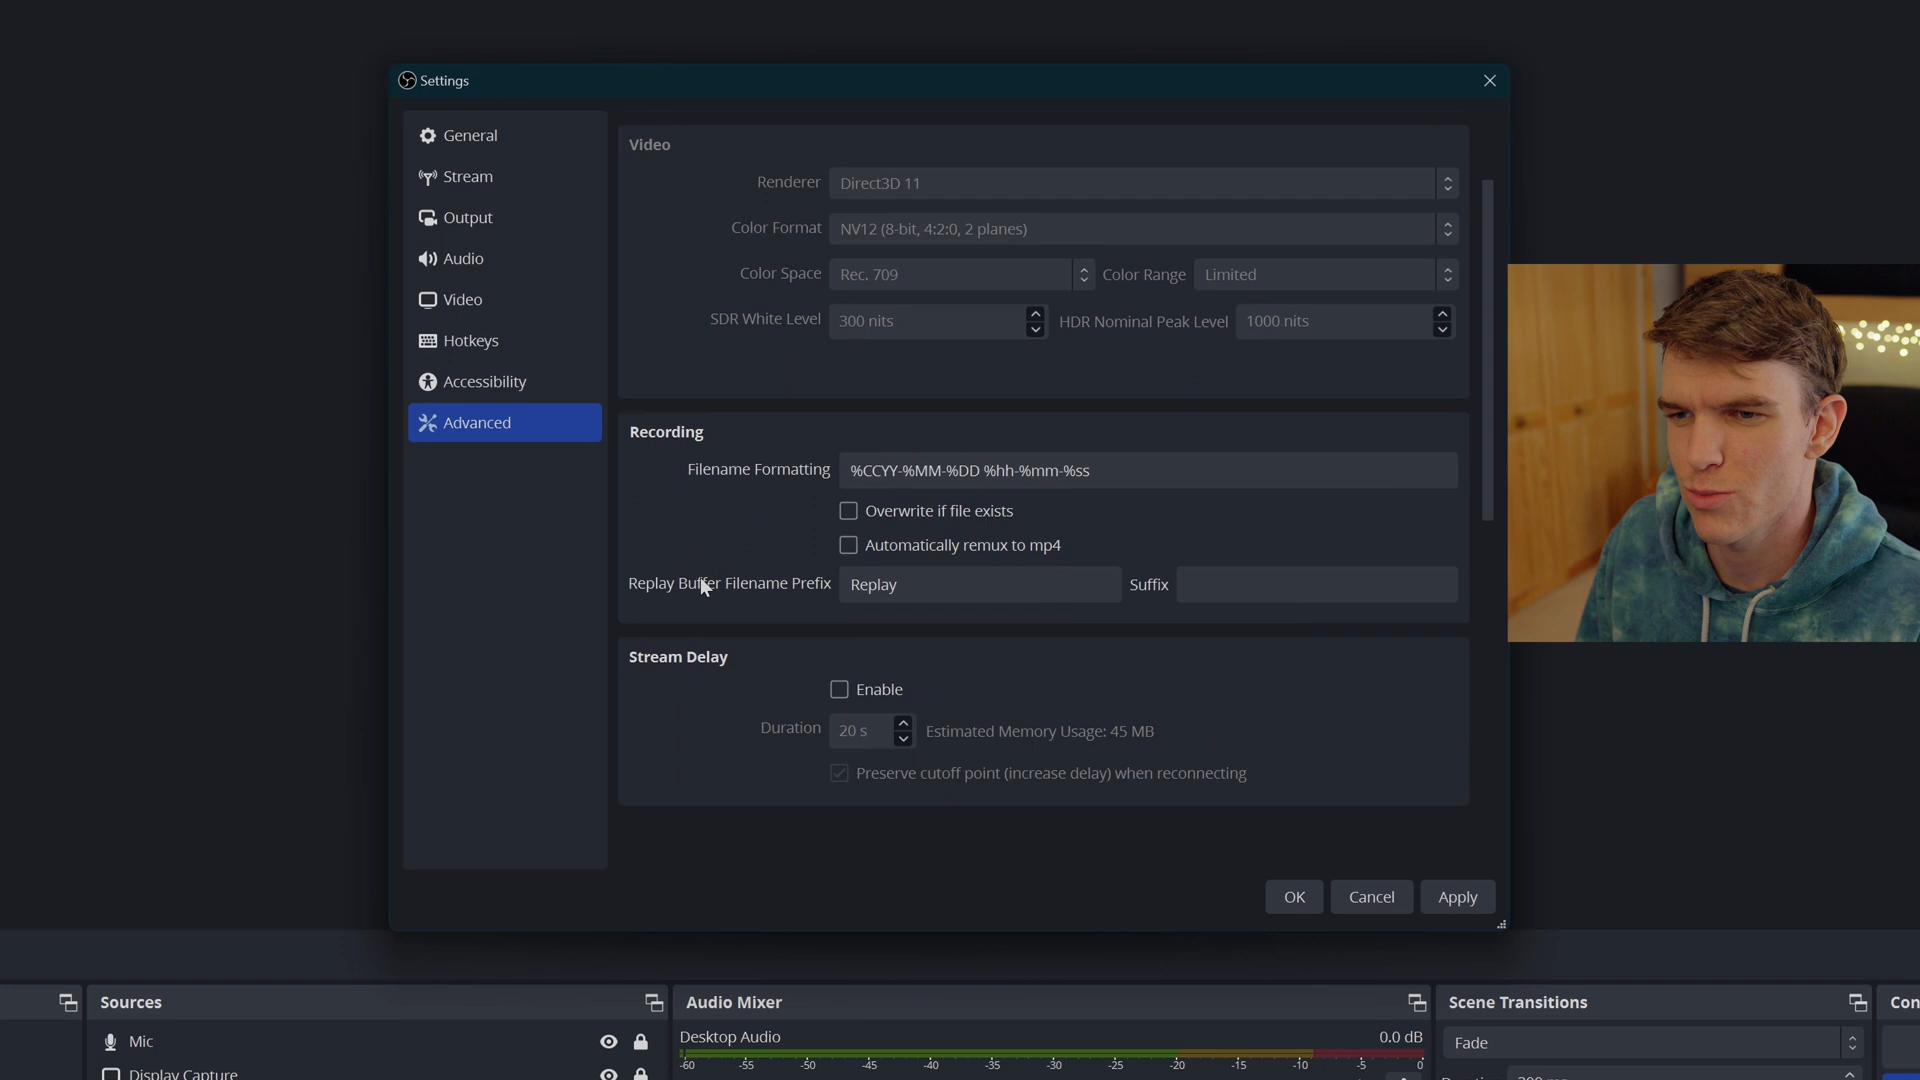 Settings
General
Stream
Output
Audio
Video
Hotkeys
Accessibility
Advanced
Video
Renderer Direct3D 11
Color Format NV12 (8-bit, 4:2:0, 2 planes)
Color Space Rec. 709 Color Range Limited
SDR White Level 300 nits HDR Nominal Peak Level 1000 nits
Recording
Filename Formatting %CCYY-%MM-%DD %hh-%mm-%ss
Overwrite if file exists
Automatically remux to mp4
Replay Buffer Filename Prefix Replay Suffix
Stream Delay
Enable
Duration 20 s Estimated Memory Usage: 45 MB
Preserve cutoff point (increase delay) when reconnecting
OK Cancel Apply
Sources
Mic
Display Capture
Audio Mixer
Desktop Audio 0.0 dB
-60 -55 -50 -45 -40 -35 -30 -25 -20 -15 -10 -5 0
Scene Transitions
Fade
Con